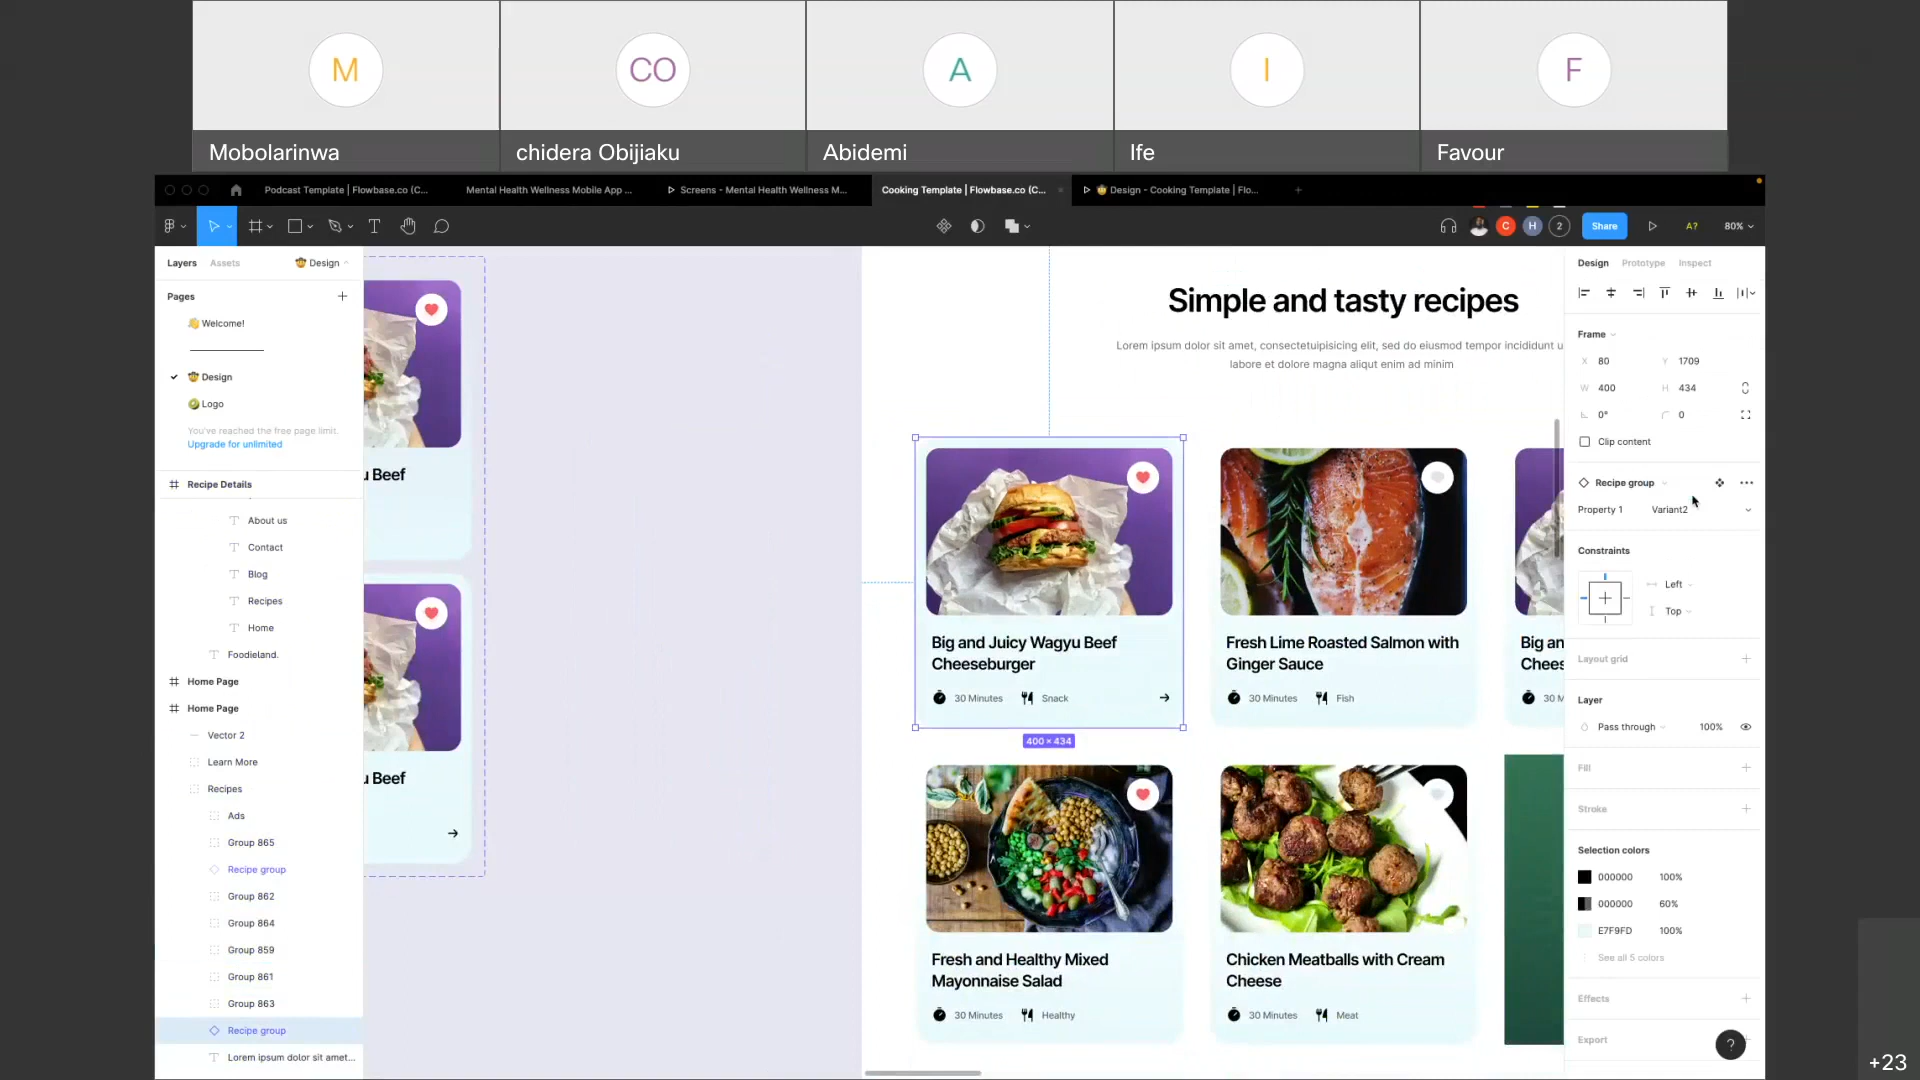 M
CO
A
I
F
Mobolarinwa
chidera Obijiaku
Abidemi
Ife
Favour
Podcast Template | Flowbase.co (C...
Mental Health Wellness Mobile App ...
Screens - Mental Health Wellness M...
Cooking Template | Flowbase.co (C...
Design - Cooking Template | Flo...
C
H
2
Share
A?
80%
Layers
Assets
Design
Pages
Welcome!
Design
Logo
You've reached the free page limit.
Upgrade for unlimited
Recipe Details
About us
Contact
Blog
Recipes
Home
Foodieland.
Home Page
Home Page
Vector 2
Learn More
Recipes
Ads
Group 865
Recipe group
Group 862
Group 864
Group 859
Group 861
Group 863
Recipe group
Lorem ipsum dolor sit amet...
u Beef
u Beef
Simple and tasty recipes
Lorem ipsum dolor sit amet, consectetuipisicing elit, sed do eiusmod tempor incididunt u
labore et dolore magna aliqut enim ad minim
Big and Juicy Wagyu Beef
Cheeseburger
30 Minutes
Snack
400 × 434
Fresh Lime Roasted Salmon with
Ginger Sauce
30 Minutes
Fish
Big an
Chees
30 M
Fresh and Healthy Mixed
Mayonnaise Salad
30 Minutes
Healthy
Chicken Meatballs with Cream
Cheese
30 Minutes
Meat
Design
Prototype
Inspect
Frame
X 80
Y 1709
W 400
H 434
0°
0
Clip content
Recipe group
Property 1
Variant2
Constraints
Left
Top
Layout grid
Layer
Pass through
100%
Fill
Stroke
Selection colors
000000 100%
000000 60%
E7F9FD 100%
See all 5 colors
Effects
Export
?
+23